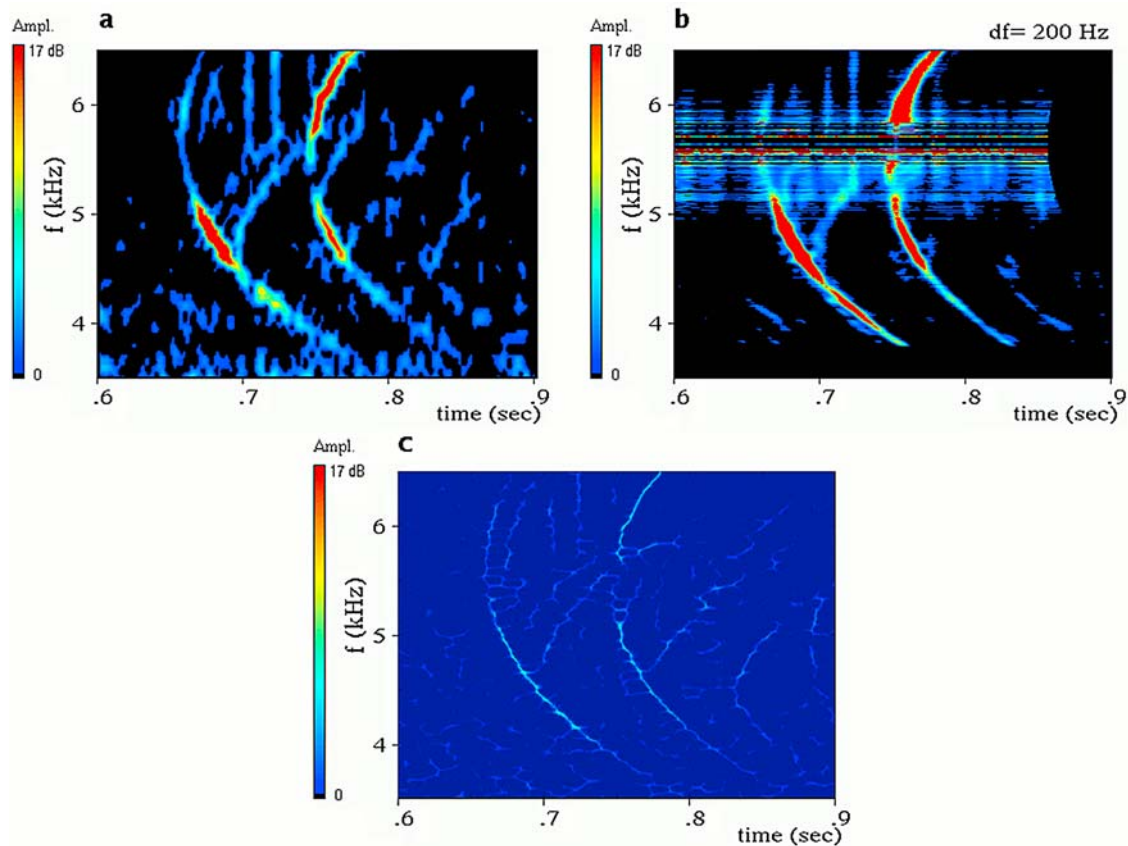 a
Ampl.
17 dB
0
f (kHz)
6
5
4
.6 .7 .8 .9
time (sec)
b
df= 200 Hz
Ampl.
17 dB
0
f (kHz)
6
5
4
.6 .7 .8 .9
time (sec)
c
Ampl.
17 dB
0
f (kHz)
6
5
4
.6 .7 .8 .9
time (sec)